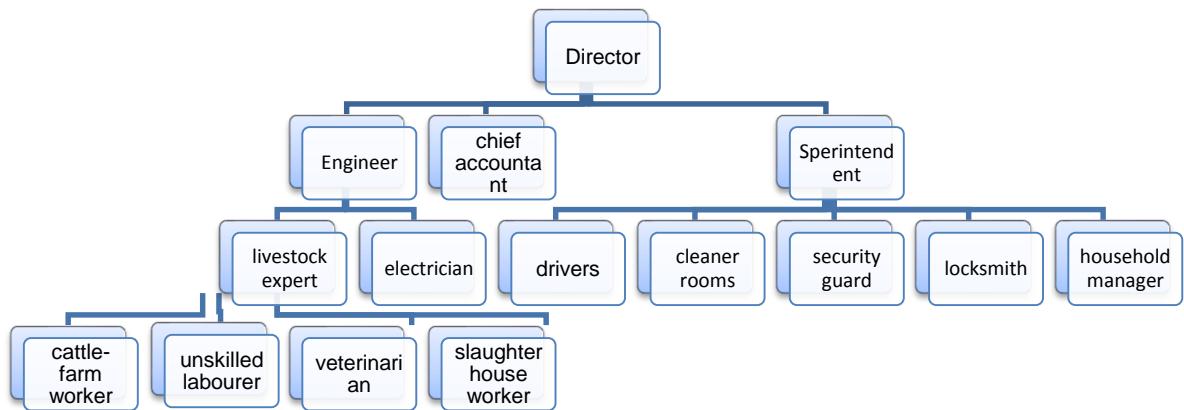 Director
Engineer
chief
accounta
nt
Sperintend
ent
livestock
expert
electrician
drivers
cleaner
rooms
security
guard
locksmith
household
manager
cattle-
farm
worker
unskilled
labourer
veterinari
an
slaughter
house
worker